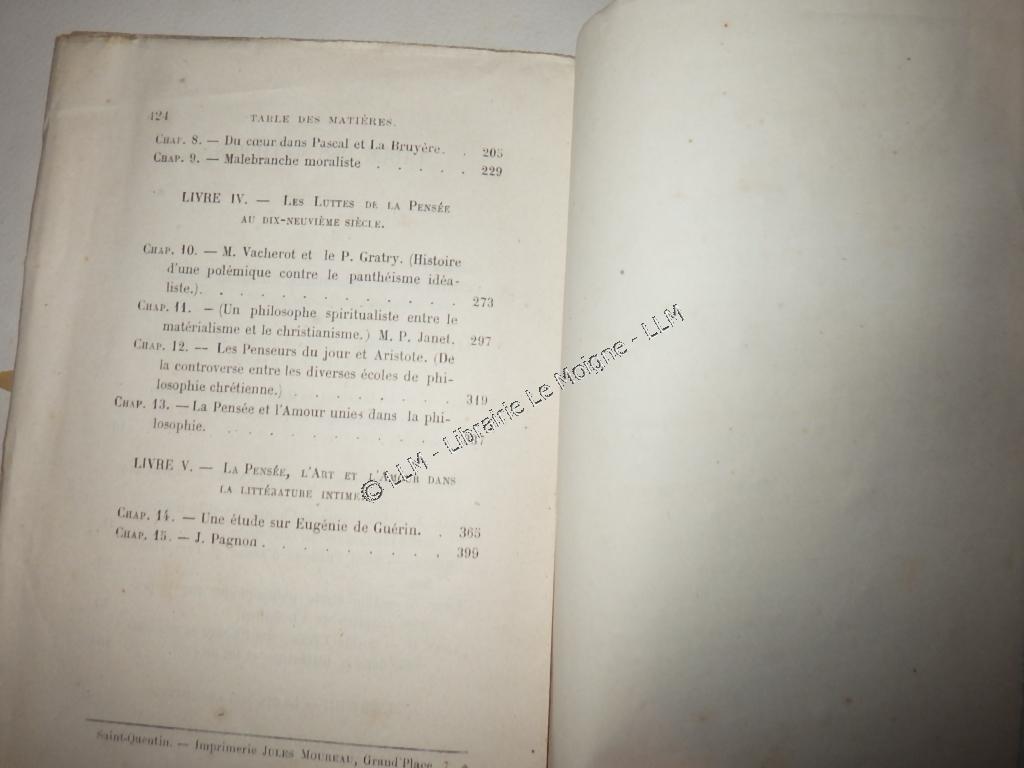 424 TABLE DES MATIÈRES.
CHAP. 8. — Du cœur dans Pascal et La Bruyère. . 205
CHAP. 9. — Malebranche moraliste . . . . . 229
LIVRE IV. — LES LUTTES DE LA PENSÉE
AU DIX-NEUVIÈME SIÈCLE.
CHAP. 10. — M. Vacherot et le P. Gratry. (Histoire
d'une polémique contre le panthéisme idéa-
liste.). . . . . . . . . . . . 273
CHAP. 11. — (Un philosophe spiritualiste entre le
matérialisme et le christianisme.) M. P. Janet. 297
CHAP. 12. — Les Penseurs du jour et Aristote. (De
la controverse entre les diverses écoles de phi-
losophie chrétienne.) . . . . . . . . 319
CHAP. 13. — La Pensée et l'Amour unies dans la phi-
losophie. . . . . . . . . . .
LIVRE V. — LA PENSÉE, L'ART ET L'AMOUR DANS
LA LITTÉRATURE INTIME
CHAP. 14. — Une étude sur Eugénie de Guérin. . 365
CHAP. 15. — J. Pagnon . . . . . . . . 399
Saint-Quentin. — Imprimerie JULES MOUREAU, Grand'Place, 7.
© LLM - Librairie Le Moigne - LLM